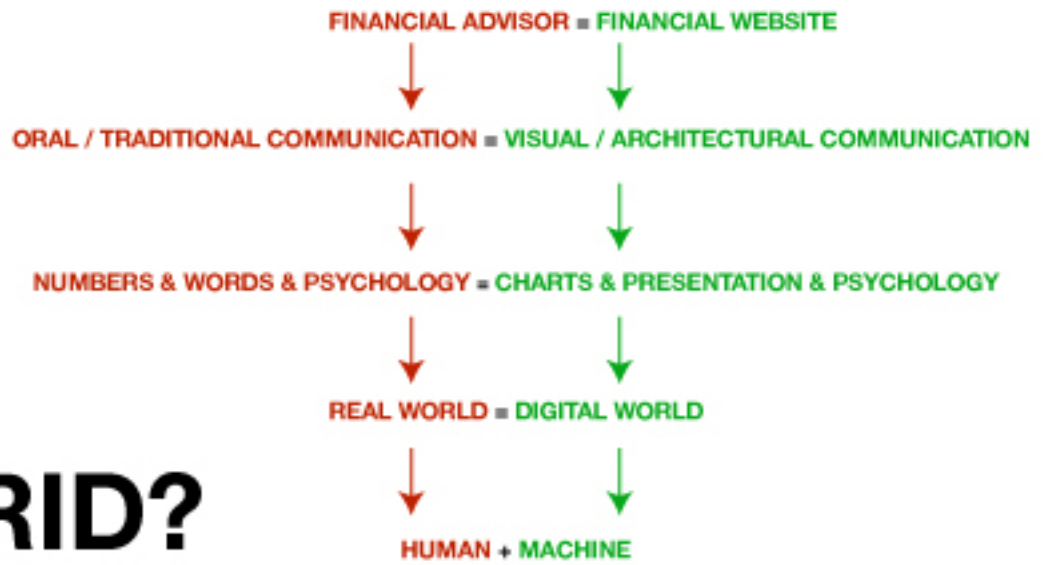 FINANCIAL ADVISOR = FINANCIAL WEBSITE
ORAL / TRADITIONAL COMMUNICATION = VISUAL / ARCHITECTURAL COMMUNICATION
NUMBERS & WORDS & PSYCHOLOGY = CHARTS & PRESENTATION & PSYCHOLOGY
REAL WORLD = DIGITAL WORLD
RID?
HUMAN + MACHINE